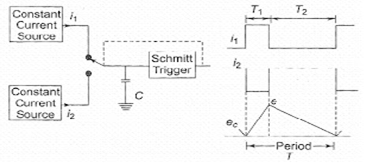 Constant
Current
Source
i1
Schmitt
Trigger
C
Constant
Current
Source
i2
T1
T2
i1
i2
e
ec
Period
T